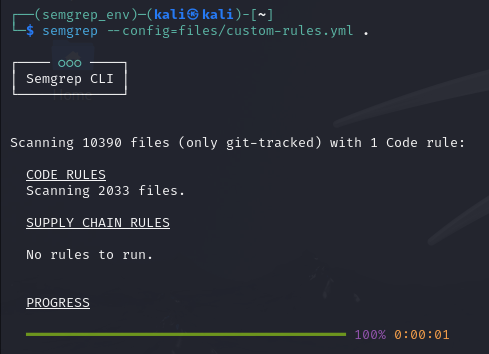 (semgrep_env)-(kali㉿kali)-[~]
$ semgrep --config=files/custom-rules.yml .
ooo
Semgrep CLI
Scanning 10390 files (only git-tracked) with 1 Code rule:
CODE RULES
Scanning 2033 files.
SUPPLY CHAIN RULES
No rules to run.
PROGRESS
100% 0:00:01